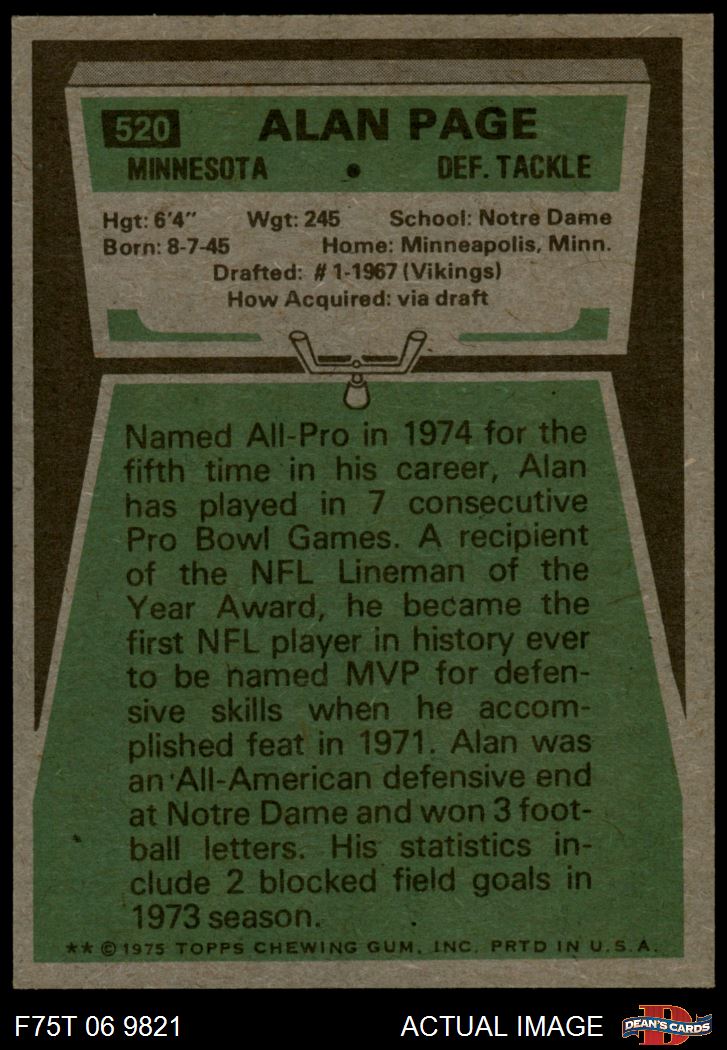 520 ALAN PAGE
MINNESOTA • DEF. TACKLE
Hgt: 6'4" Wgt: 245 School: Notre Dame
Born: 8-7-45 Home: Minneapolis, Minn.
Drafted: #1-1967 (Vikings)
How Acquired: via draft
Named All-Pro in 1974 for the
fifth time in his career, Alan
has played in 7 consecutive
Pro Bowl Games. A recipient
of the NFL Lineman of the
Year Award, he became the
first NFL player in history ever
to be named MVP for defen-
sive skills when he accom-
plished feat in 1971. Alan was
an All-American defensive end
at Notre Dame and won 3 foot-
ball letters. His statistics in-
clude 2 blocked field goals in
1973 season.
** © 1975 TOPPS CHEWING GUM, INC. PRTD IN U.S.A.
F75T 06 9821 ACTUAL IMAGE D DEAN'S CARDS